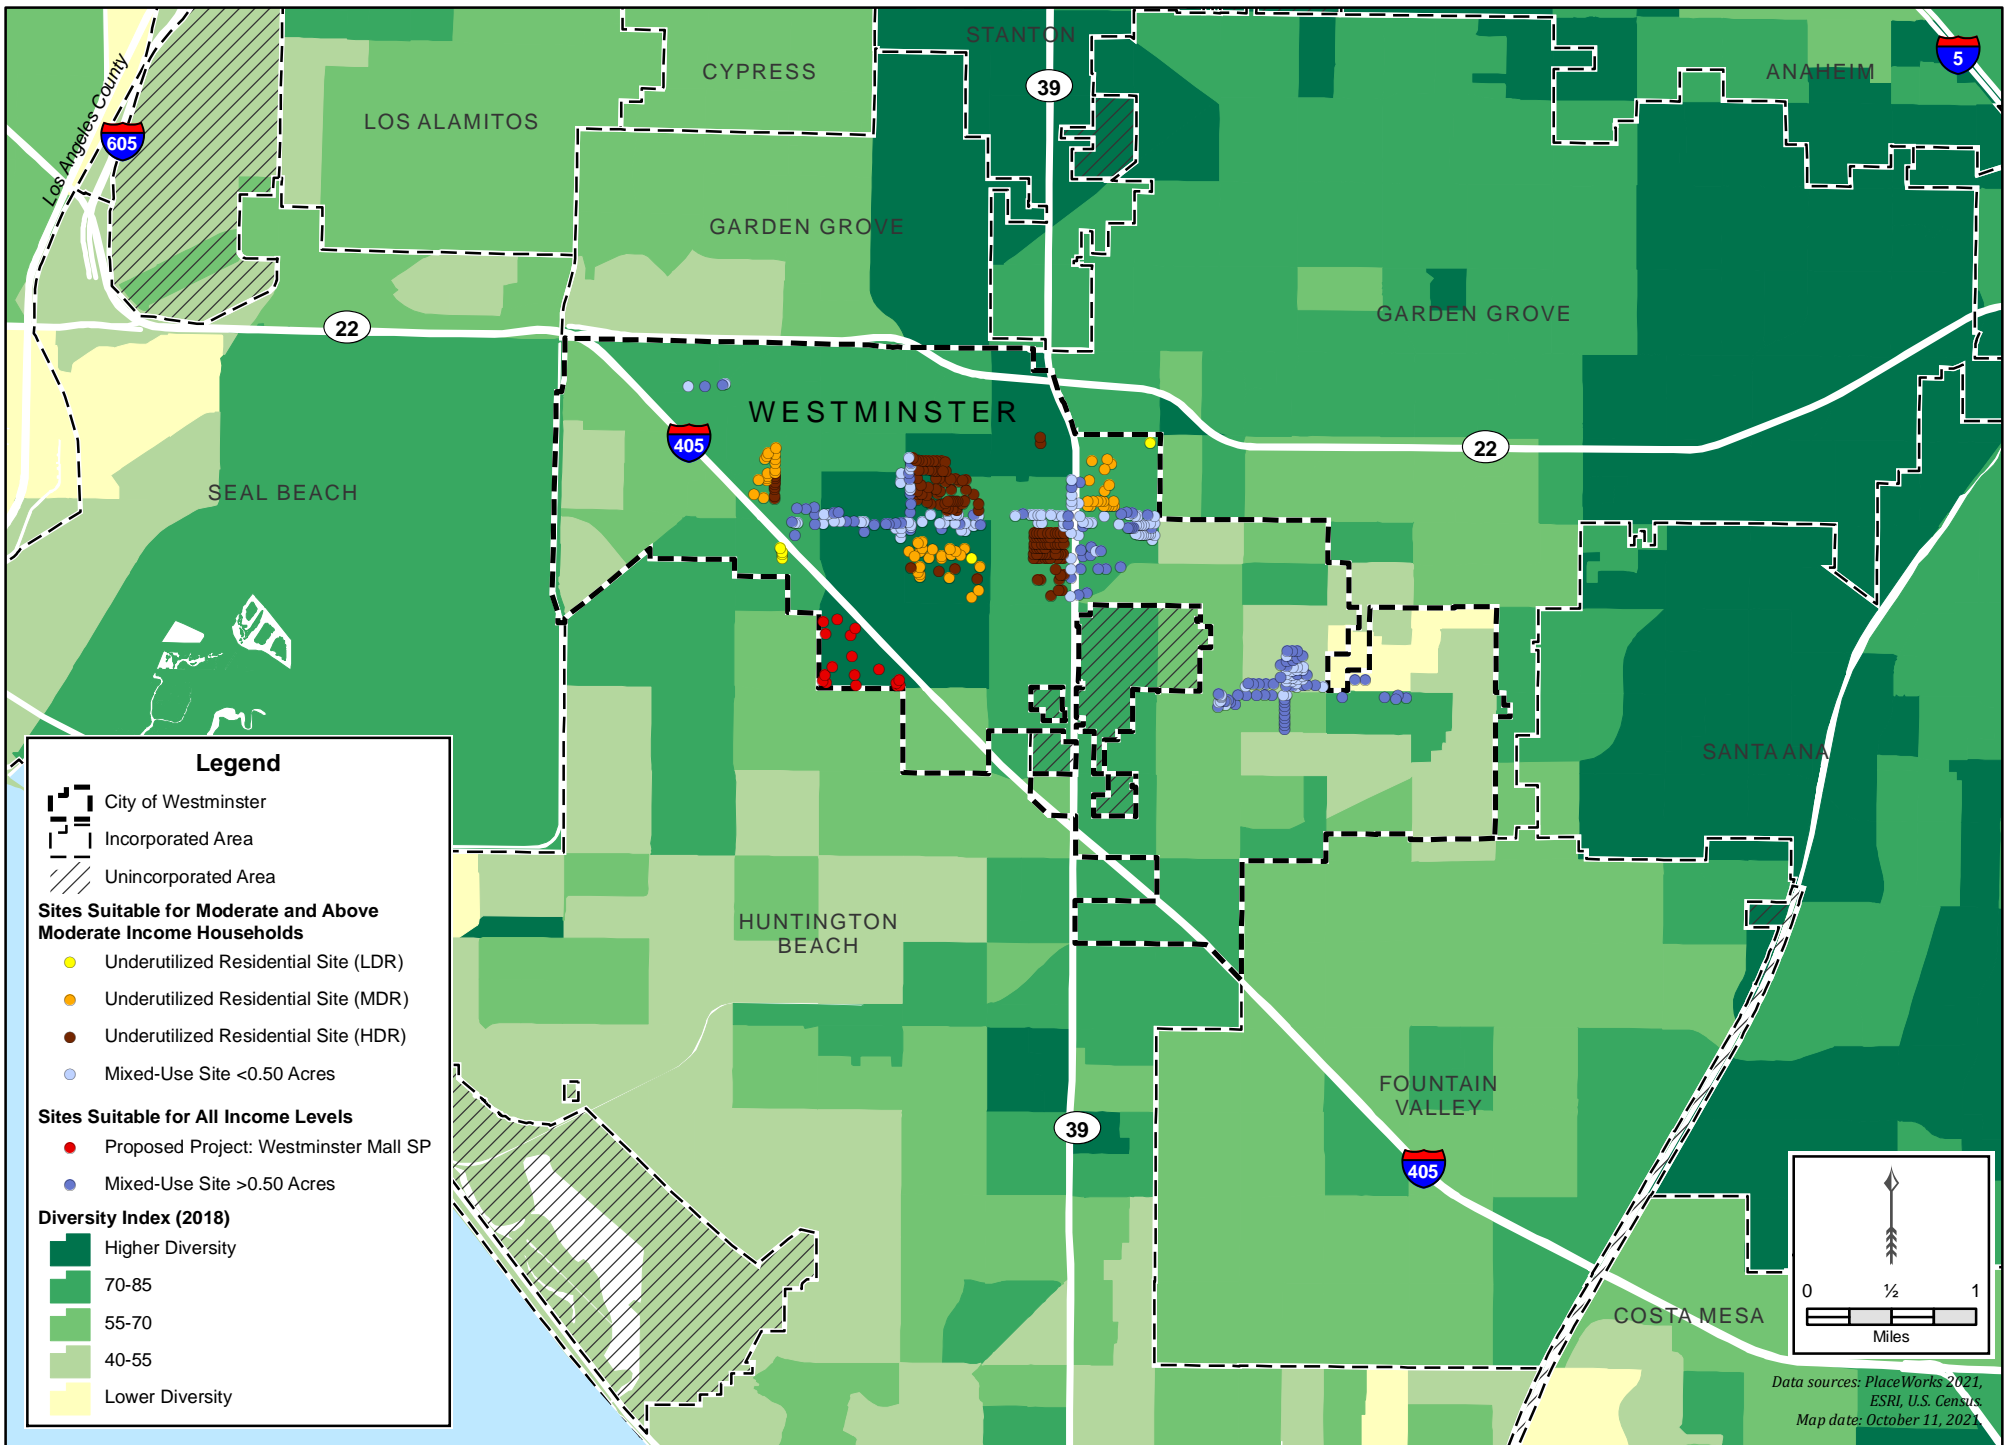 STANTON
5
CYPRESS
ANAHEIM
39
Los Angeles County
LOS ALAMITOS
605
GARDEN GROVE
GARDEN GROVE
22
WESTMINSTER
405
22
SEAL BEACH
SANTA ANA
HUNTINGTON
BEACH
FOUNTAIN
VALLEY
39
405
COSTA MESA
Legend
City of Westminster
Incorporated Area
Unincorporated Area
Sites Suitable for Moderate and Above
Moderate Income Households
Underutilized Residential Site (LDR)
Underutilized Residential Site (MDR)
Underutilized Residential Site (HDR)
Mixed-Use Site <0.50 Acres
Sites Suitable for All Income Levels
Proposed Project: Westminster Mall SP
Mixed-Use Site >0.50 Acres
Diversity Index (2018)
Higher Diversity
70-85
55-70
40-55
Lower Diversity
0 ½ 1
Miles
Data sources: PlaceWorks 2021,
ESRI, U.S. Census.
Map date: October 11, 2021.